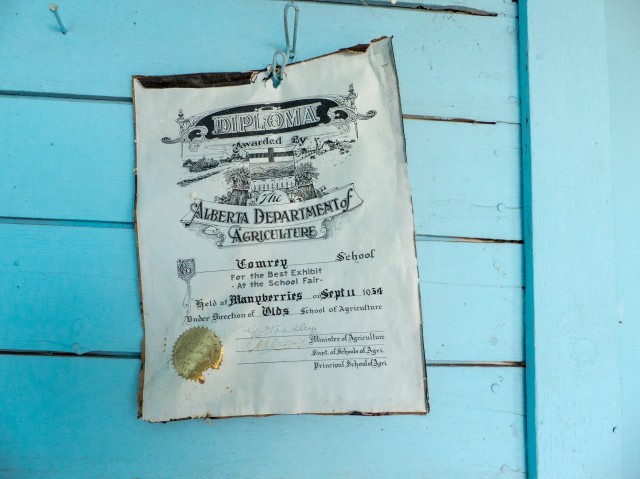 DIPLOMA
Awarded By
The
ALBERTA DEPARTMENT of
AGRICULTURE
Comrey School
For the Best Exhibit
- At the School Fair -
Held at Manyberries on Sept 11 1934
Under Direction of Olds School of Agriculture
Minister of Agriculture
Supt. of Schools of Agri.
Principal School of Agri